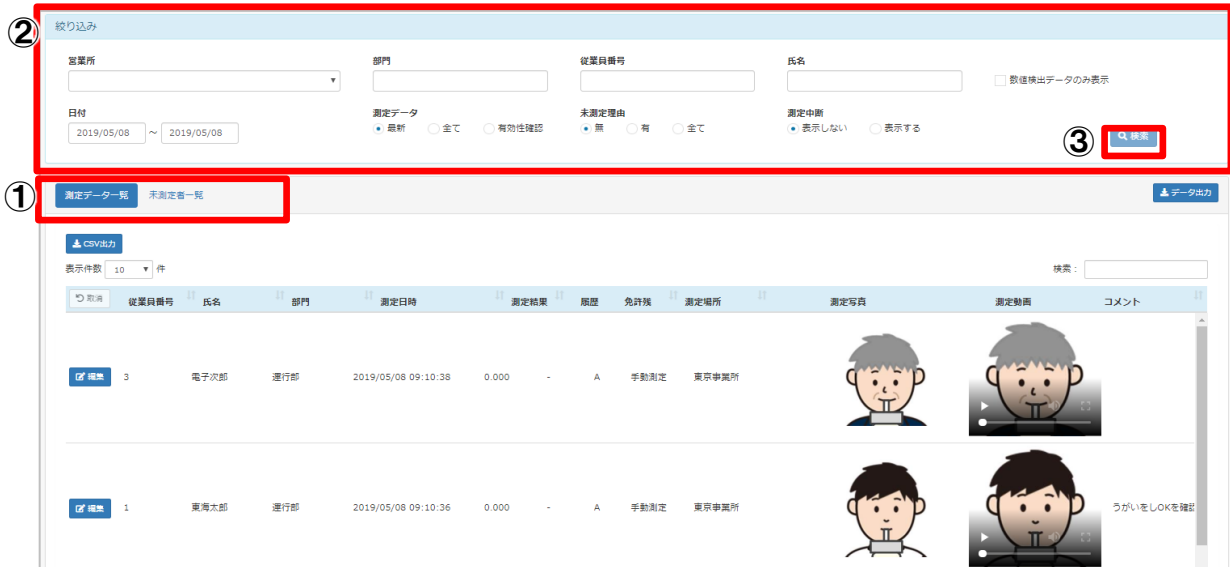 ②
絞り込み
営業所 部門 従業員番号 氏名
数値検出データのみ表示
日付 測定データ 未測定理由 測定中断
2019/05/08 ～ 2019/05/08 最新 全て 有効性確認 無 有 全て 表示しない 表示する
③ 検索
① 測定データ一覧 未測定者一覧 データ出力
CSV出力
表示件数 10 件 検索：
取消 従業員番号 氏名 部門 測定日時 測定結果 履歴 免許残 測定場所 測定写真 測定動画 コメント
編集 3 電子次郎 運行部 2019/05/08 09:10:38 0.000 - A 手動測定 東京事業所
編集 1 東海太郎 運行部 2019/05/08 09:10:36 0.000 - A 手動測定 東京事業所 うがいをしOKを確認